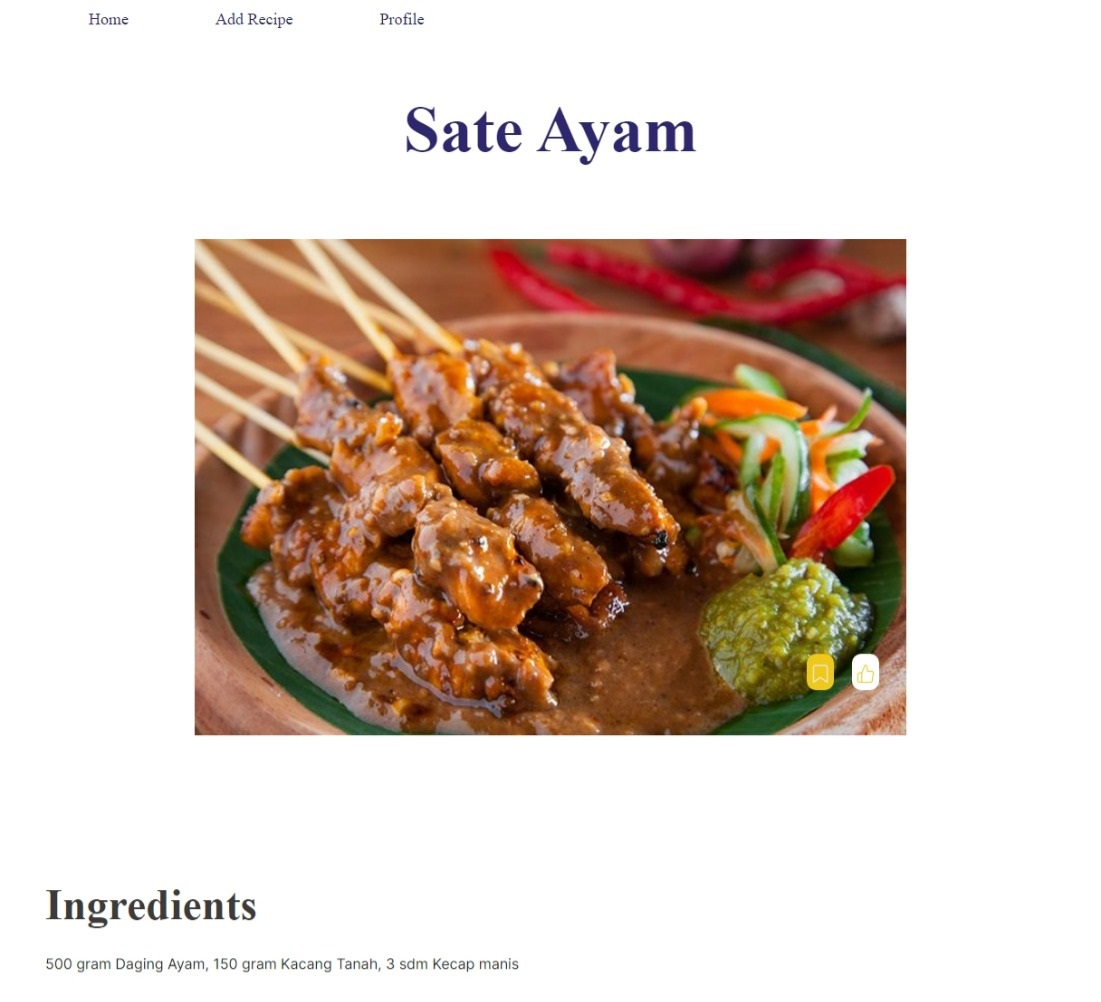 Home Add Recipe Profile
Sate Ayam
Ingredients
500 gram Daging Ayam, 150 gram Kacang Tanah, 3 sdm Kecap manis